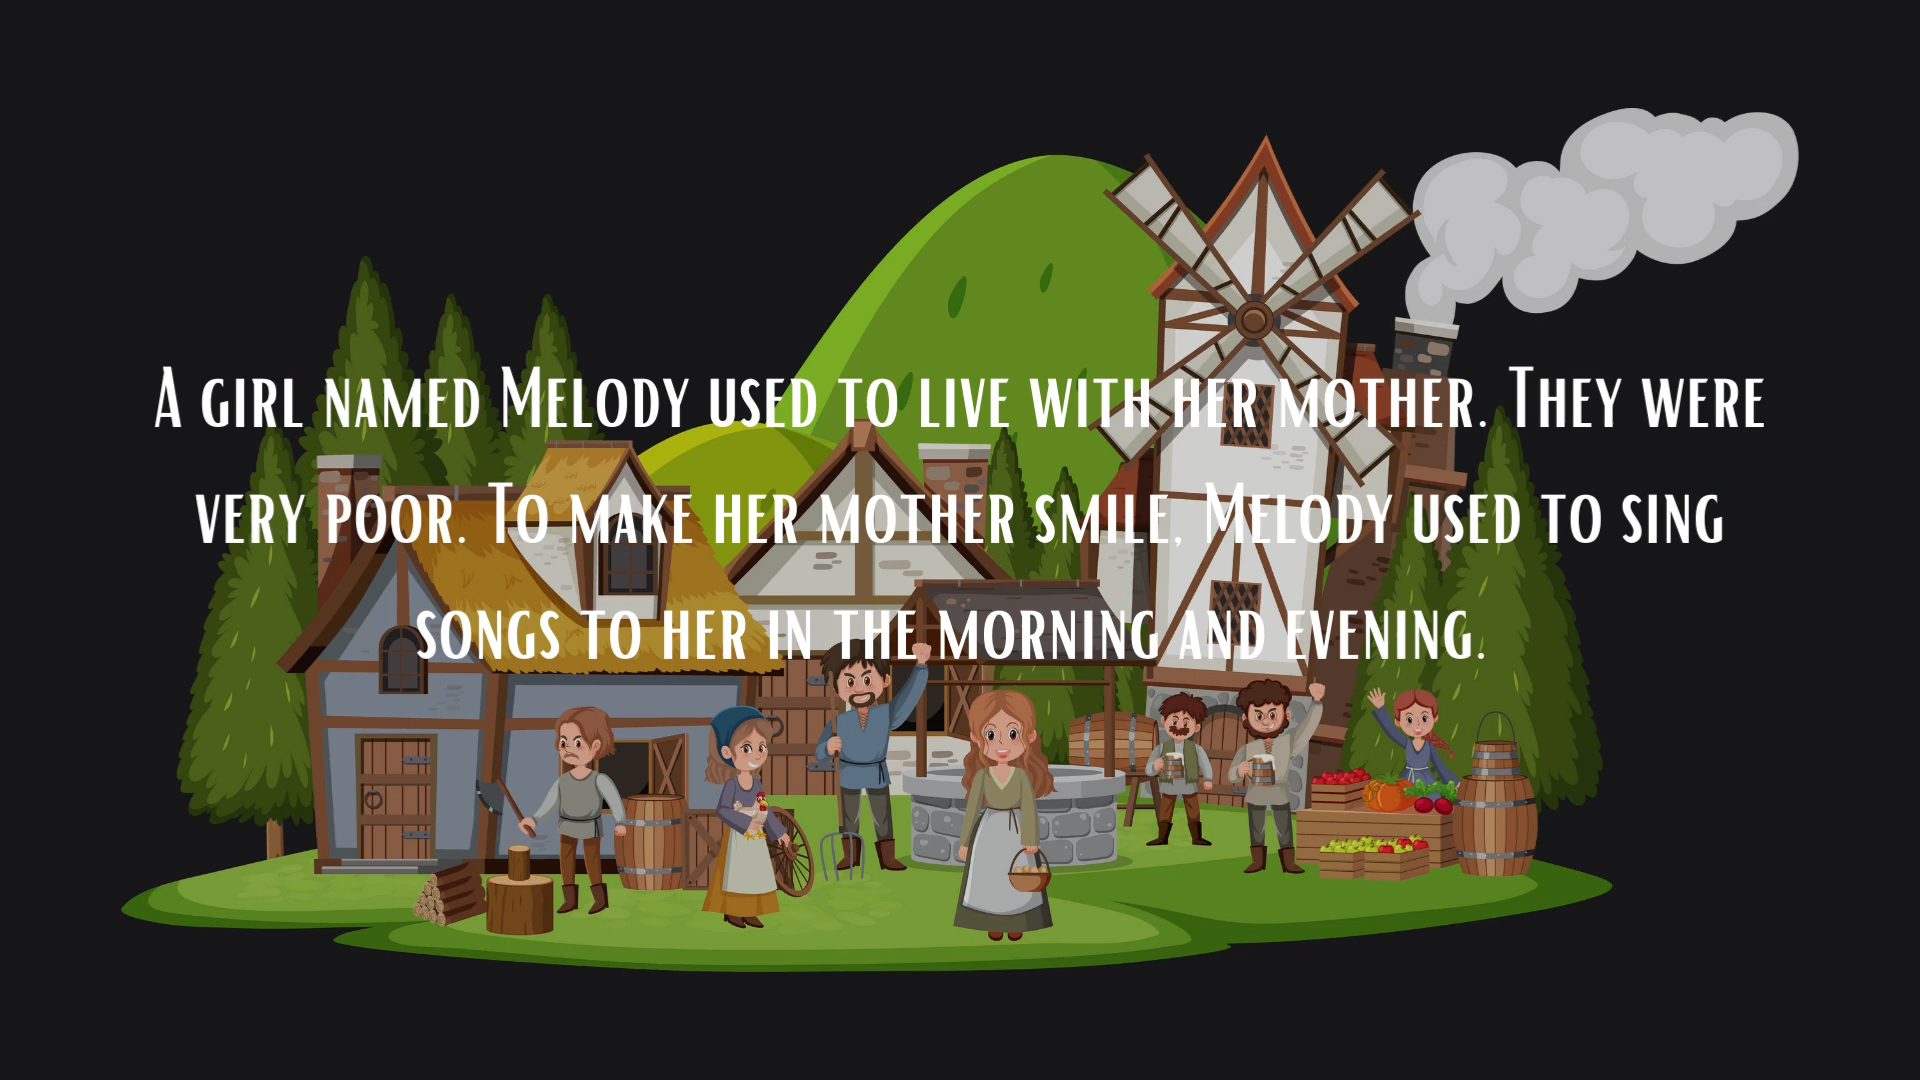 A girl named Melody used to live with her mother. They were
very poor. To make her mother smile, Melody used to sing
songs to her in the morning and evening.